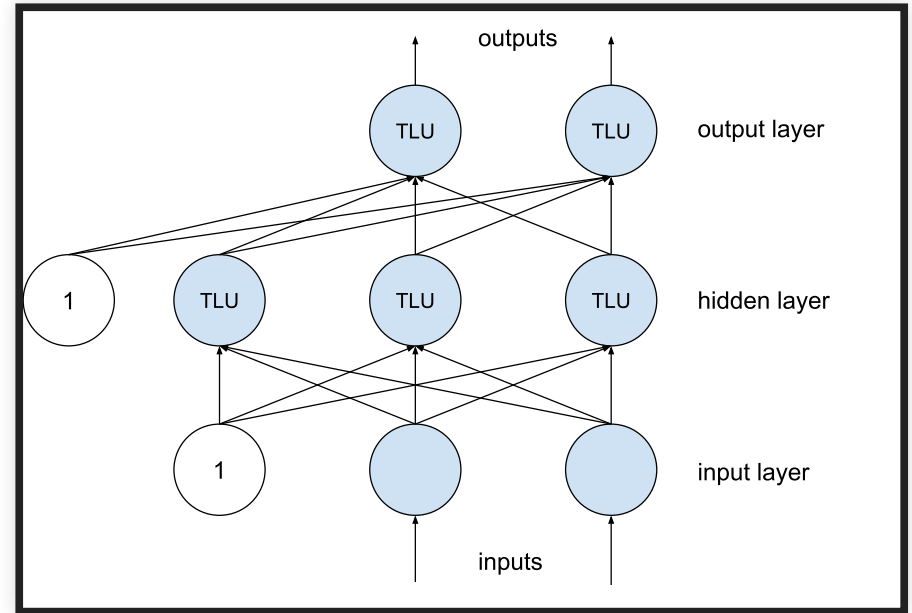 outputs
TLU TLU output layer
1 TLU TLU TLU hidden layer
1 input layer
inputs